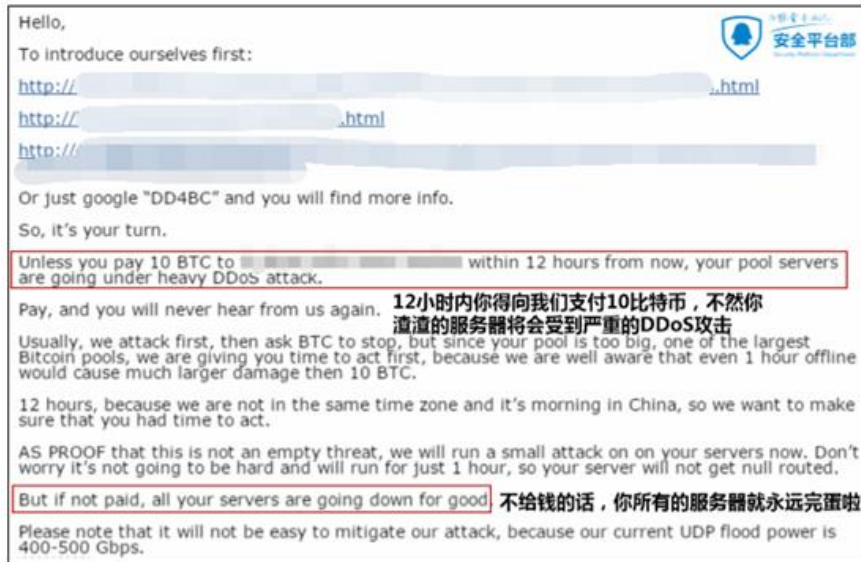 Hello,
安全平台部
To introduce ourselves first:
http:// .html
http:// .html
http://
Or just google “DD4BC” and you will find more info.
So, it’s your turn.
Unless you pay 10 BTC to within 12 hours from now, your pool servers
are going under heavy DDoS attack.
Pay, and you will never hear from us again.
12小时内你得向我们支付10比特币，不然你
渣渣的服务器将会受到严重的DDoS攻击
Usually, we attack first, then ask BTC to stop, but since your pool is too big, one of the largest
Bitcoin pools, we are giving you time to act first, because we are well aware that even 1 hour offline
would cause much larger damage then 10 BTC.
12 hours, because we are not in the same time zone and it’s morning in China, so we want to make
sure that you had time to act.
AS PROOF that this is not an empty threat, we will run a small attack on on your servers now. Don’t
worry it’s not going to be hard and will run for just 1 hour, so your server will not get null routed.
But if not paid, all your servers are going down for good
不给钱的话，你所有的服务器就永远完蛋啦
Please note that it will not be easy to mitigate our attack, because our current UDP flood power is
400-500 Gbps.